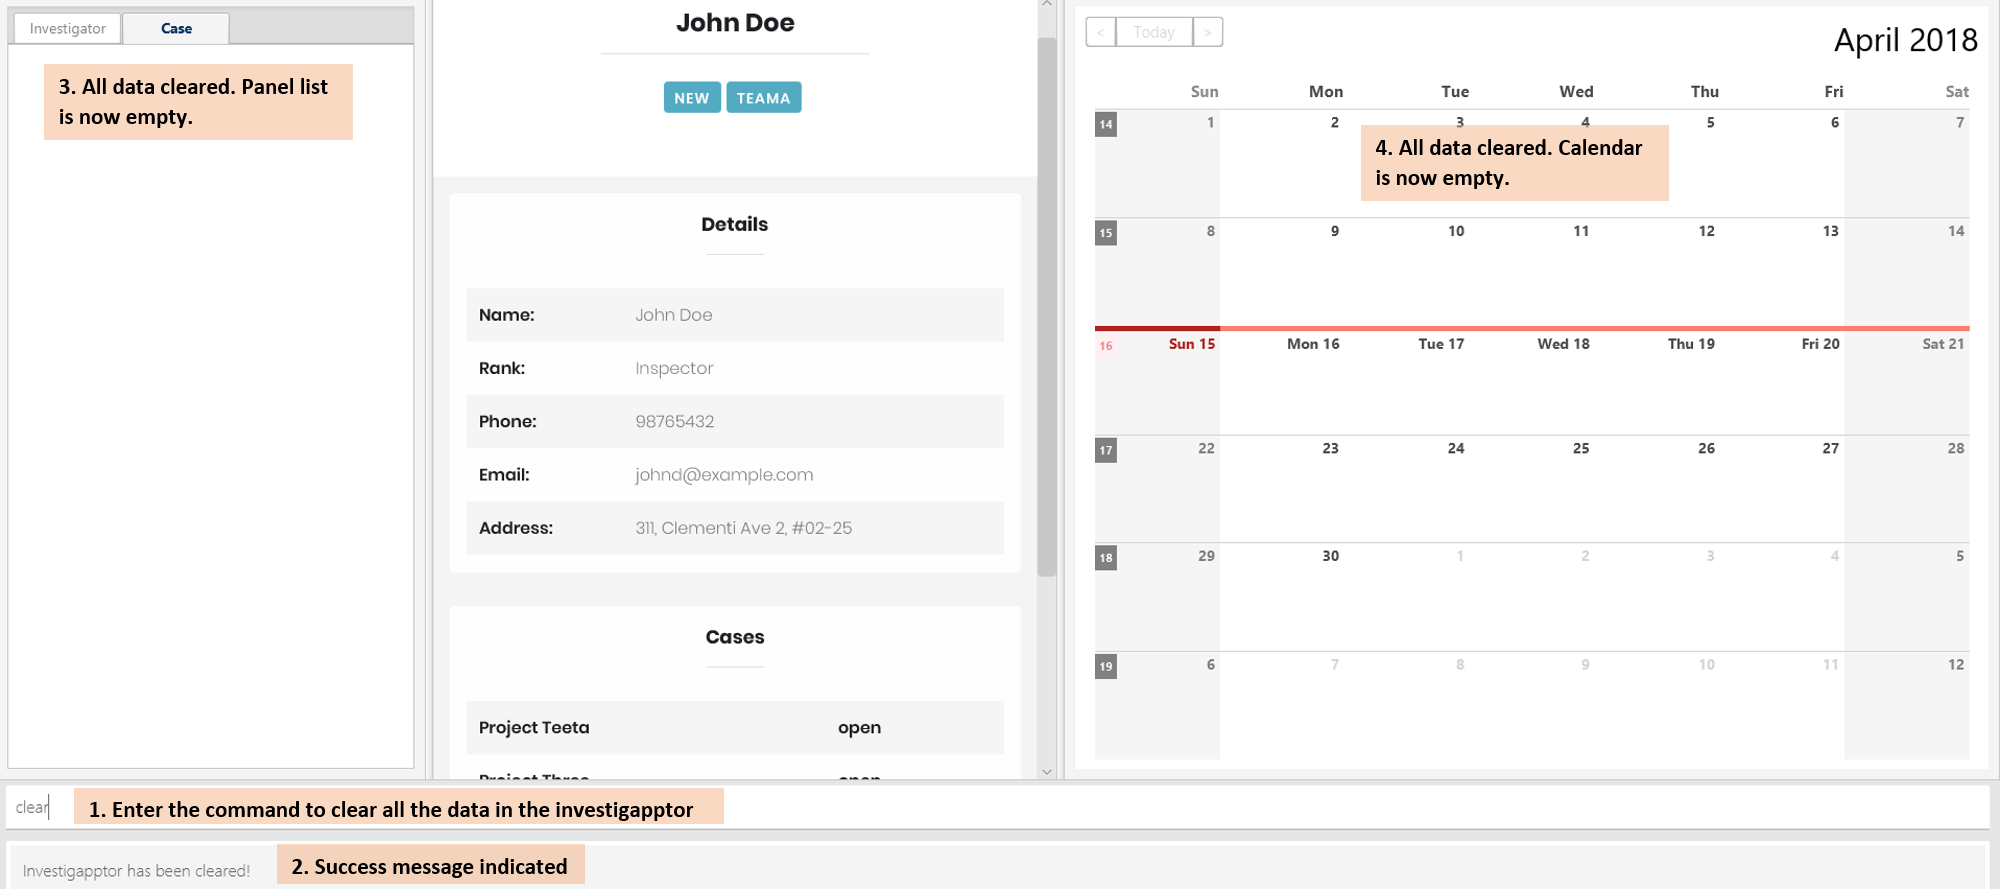 Investigator
Case
3. All data cleared. Panel list
is now empty.
John Doe
NEW
TEAMA
Details
Name: John Doe
Rank: Inspector
Phone: 98765432
Email: johnd@example.com
Address: 311, Clementi Ave 2, #02-25
Cases
Project Teeta open
Project Three open
< Today >
April 2018
Sun Mon Tue Wed Thu Fri Sat
14 1 2 3 4 5 6 7
4. All data cleared. Calendar
is now empty.
15 8 9 10 11 12 13 14
16 Sun 15 Mon 16 Tue 17 Wed 18 Thu 19 Fri 20 Sat 21
17 22 23 24 25 26 27 28
18 29 30 1 2 3 4 5
19 6 7 8 9 10 11 12
clear
1. Enter the command to clear all the data in the investigapptor
Investigapptor has been cleared!
2. Success message indicated